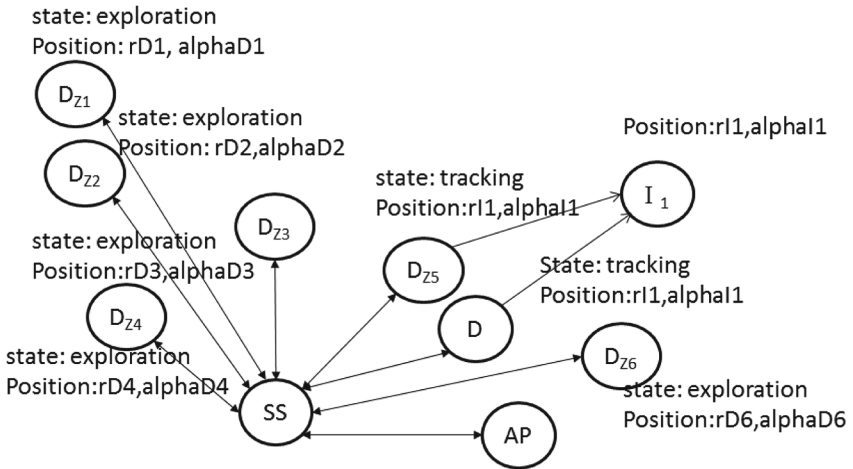 state: exploration
Position: rD1, alphaD1
DZ1
state: exploration
Position: rD2,alphaD2
Position:rI1,alphaI1
DZ2
state: tracking
Position:rI1,alphaI1
I 1
state: exploration
Position:rD3,alphaD3
DZ3
DZ5
State: tracking
Position:rI1,alphaI1
DZ4
D
state: exploration
Position:rD4,alphaD4
DZ6
state: exploration
Position:rD6,alphaD6
SS
AP